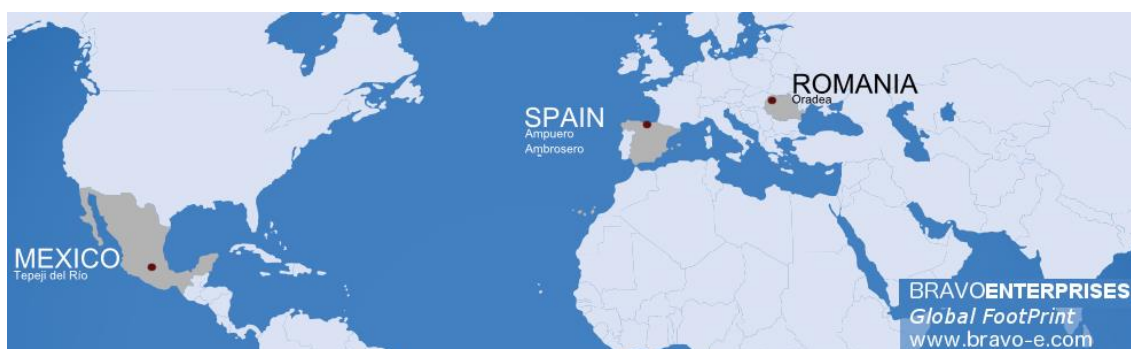 ROMANIA
Oradea
SPAIN
Ampuero
Ambrosero
MEXICO
Tepeji del Río
BRAVOENTERPRISES
Global FootPrint
www.bravo-e.com